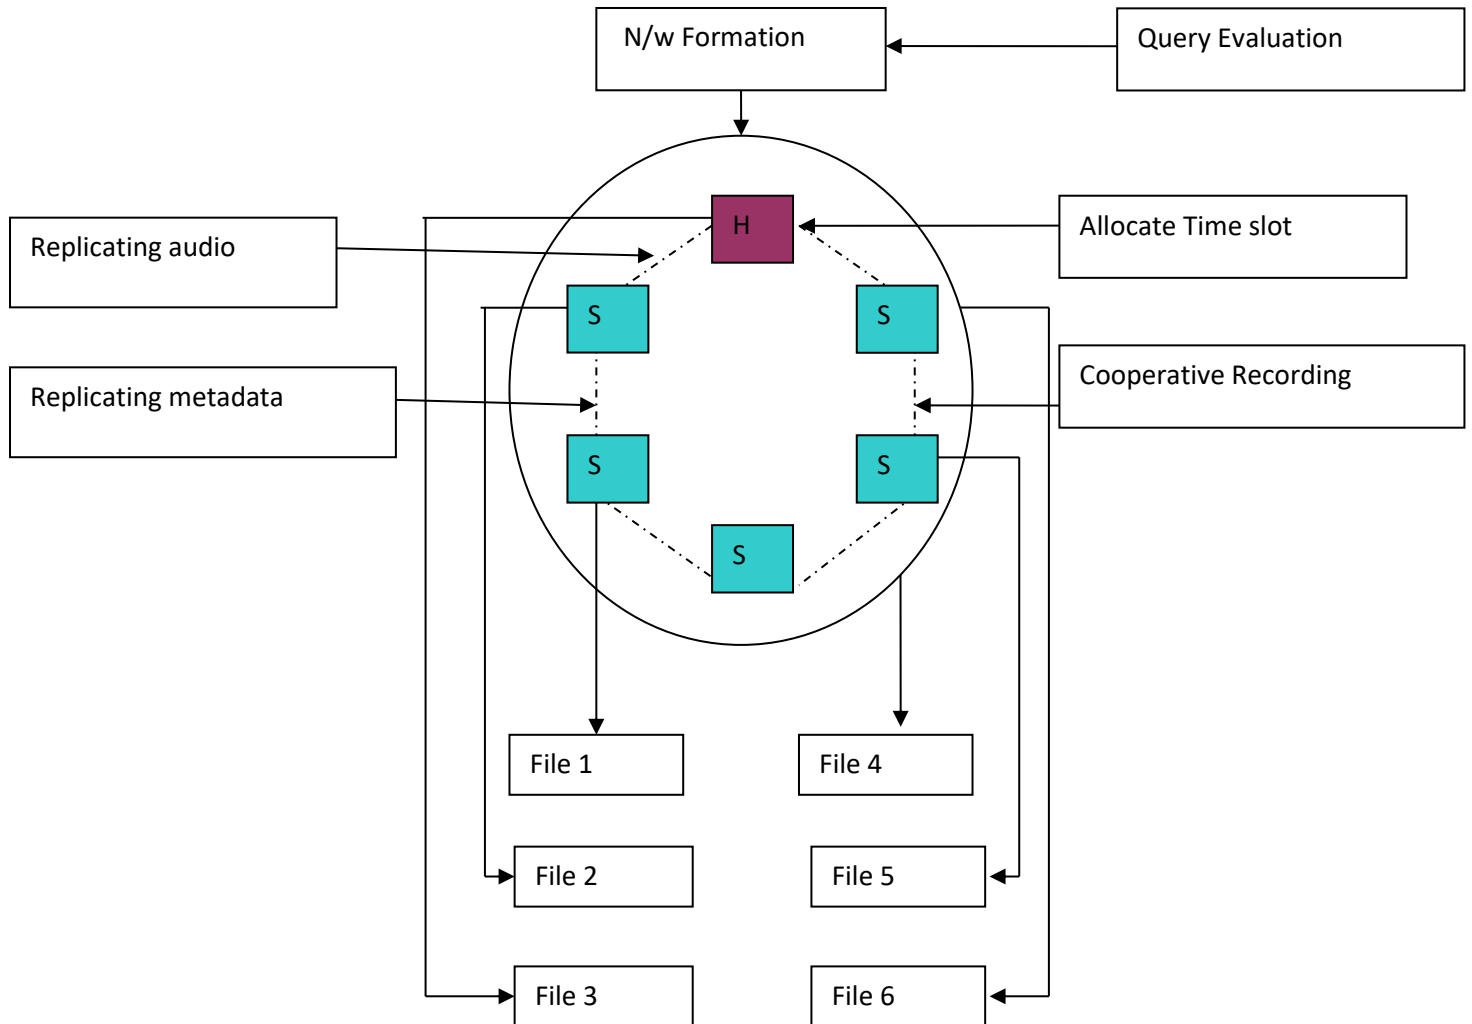 N/w Formation
Query Evaluation
H
Allocate Time slot
Replicating audio
S
S
Cooperative Recording
Replicating metadata
S
S
S
File 1
File 4
File 2
File 5
File 3
File 6